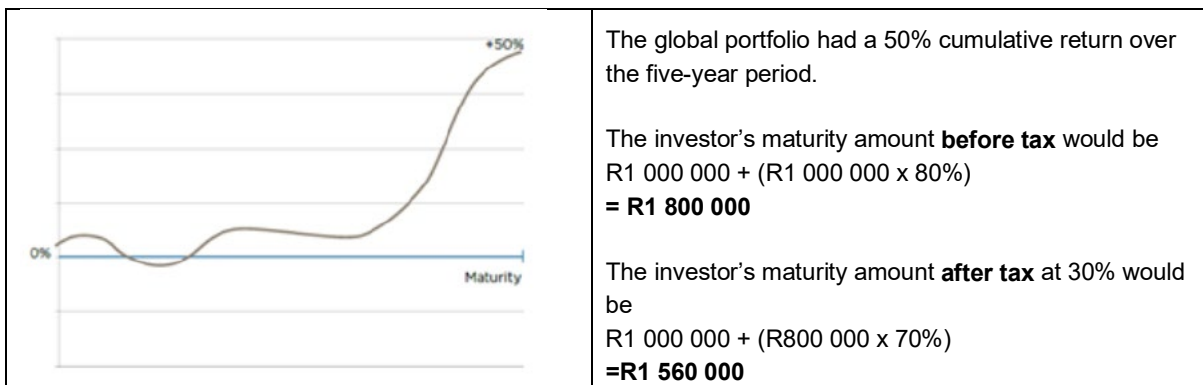 +50%
0%
Maturity
The global portfolio had a 50% cumulative return over
the five-year period.
The investor’s maturity amount before tax would be
R1 000 000 + (R1 000 000 x 80%)
= R1 800 000
The investor’s maturity amount after tax at 30% would
be
R1 000 000 + (R800 000 x 70%)
=R1 560 000